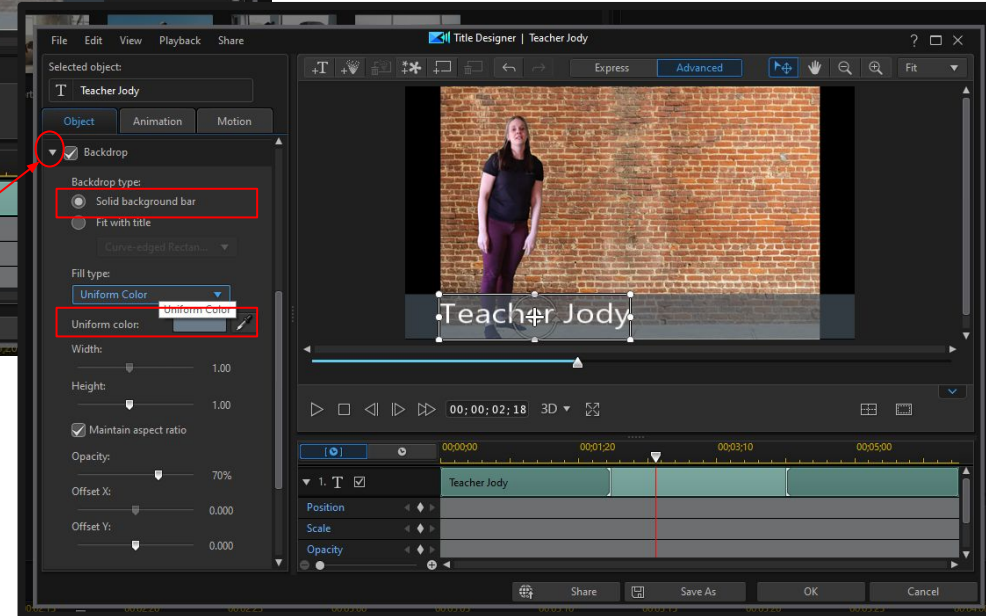 File Edit View Playback Share
Title Designer | Teacher Jody
?
Selected object:
T Teacher Jody
Object Animation Motion
Backdrop
Backdrop type:
Solid background bar
Fit with title
Curve-edged Rectan...
Fill type:
Uniform Color
Uniform Color
Uniform color:
Width:
1.00
Height:
1.00
Maintain aspect ratio
Opacity:
70%
Offset X:
0.000
Offset Y:
0.000
Express Advanced
Fit
Teacher Jody
00;00;02;18 3D
00;00;00 00;01;20 00;03;10 00;05;00
1. T Teacher Jody
Position
Scale
Opacity
Share Save As OK Cancel